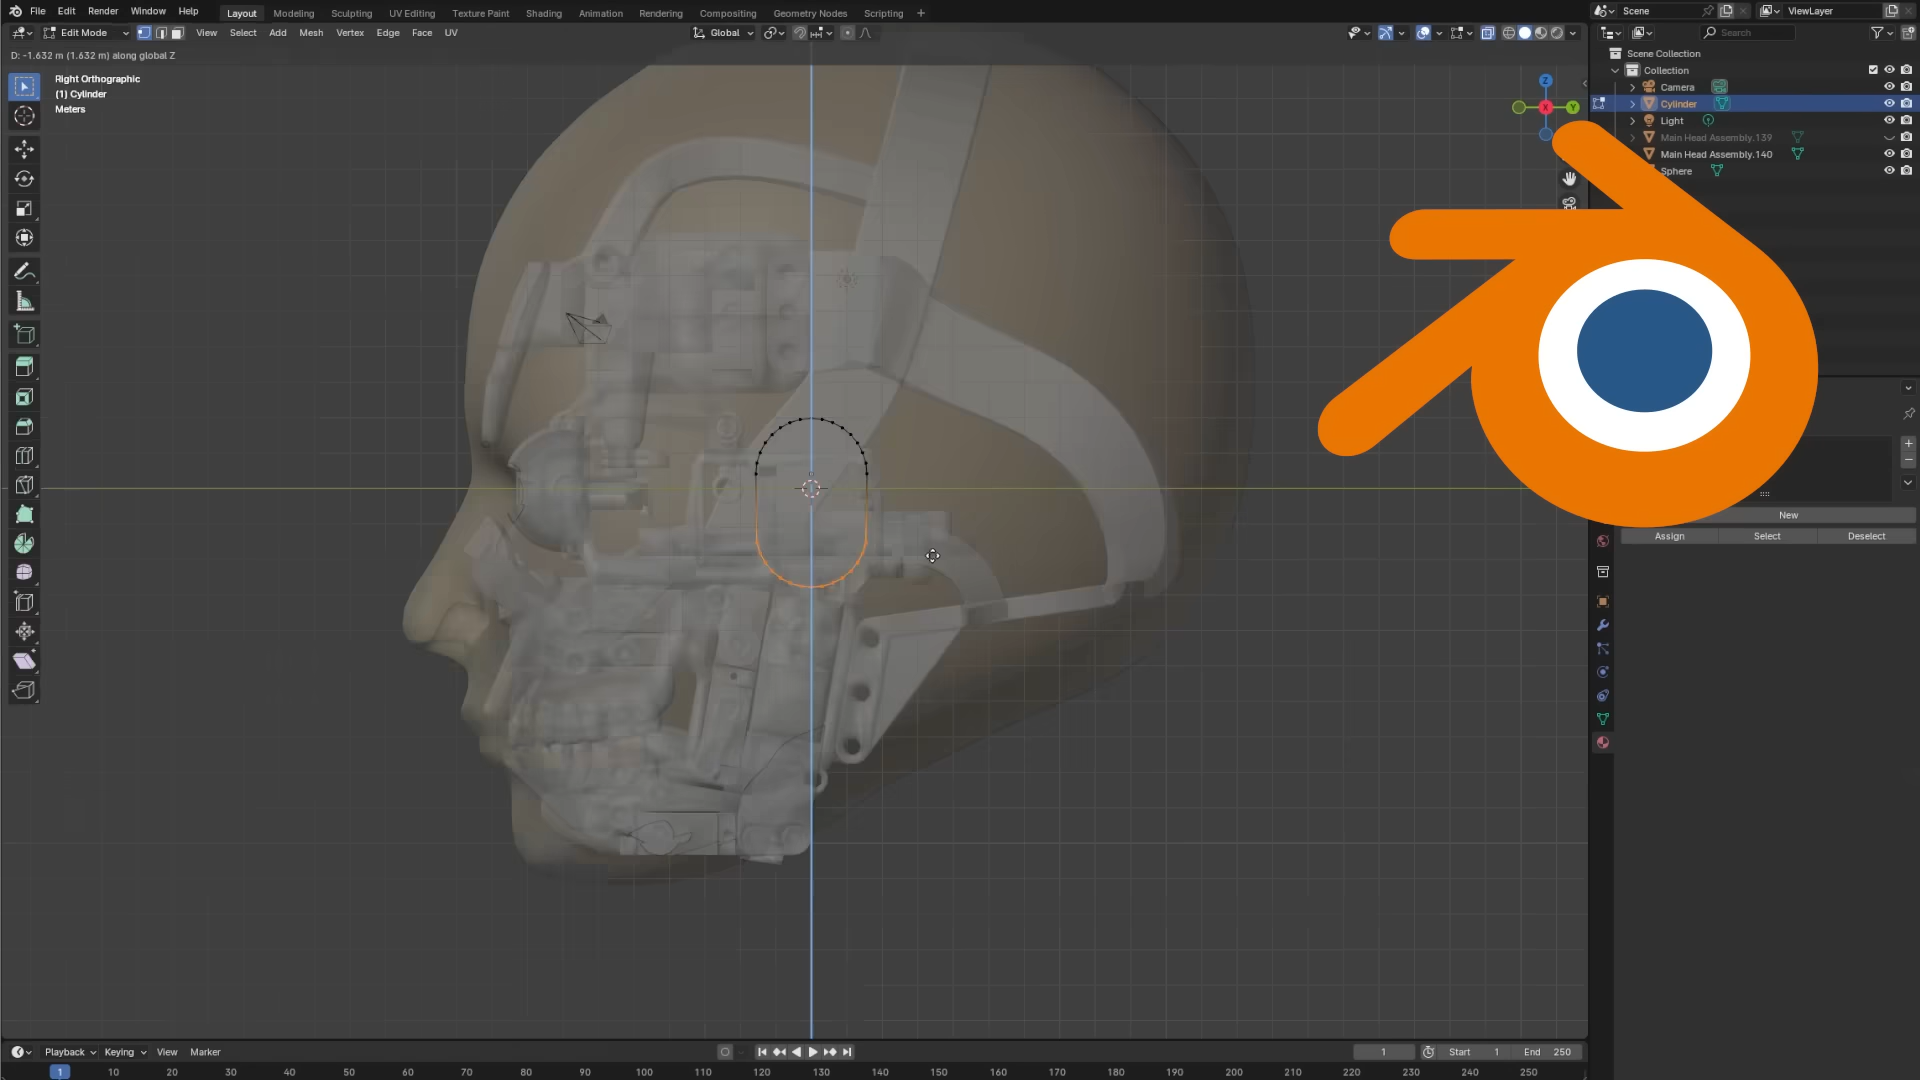 File Edit Render Window Help Layout Modeling Sculpting UV Editing Texture Paint Shading Animation Rendering Compositing Geometry Nodes Scripting + Scene ViewLayer
Edit Mode View Select Add Mesh Vertex Edge Face UV Global Search
D: -1.632 m (1.632 m) along global Z
Right Orthographic
(1) Cylinder
Meters
Z
X
Y
Scene Collection
Collection
Camera
Cylinder
Light
Main Head Assembly.139
Main Head Assembly.140
Sphere
New
Assign Select Deselect
Playback Keying View Marker 1 Start 1 End 250
1 10 20 30 40 50 60 70 80 90 100 110 120 130 140 150 160 170 180 190 200 210 220 230 240 250